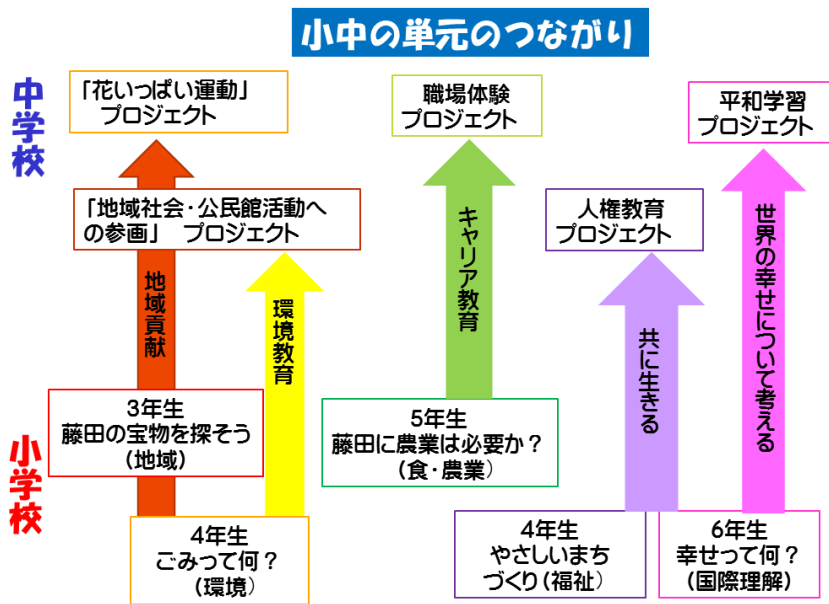 小中の単元のつながり
中学校
「花いっぱい運動」
プロジェクト
職場体験
プロジェクト
平和学習
プロジェクト
「地域社会・公民館活動へ
の参画」 プロジェクト
人権教育
プロジェクト
地域貢献
環境教育
キャリア教育
共に生きる
世界の幸せについて考える
小学校
3年生
藤田の宝物を探そう
（地域）
5年生
藤田に農業は必要か？
（食・農業）
4年生
ごみって何？
（環境）
4年生
やさしいまち
づくり（福祉）
6年生
幸せって何？
（国際理解）